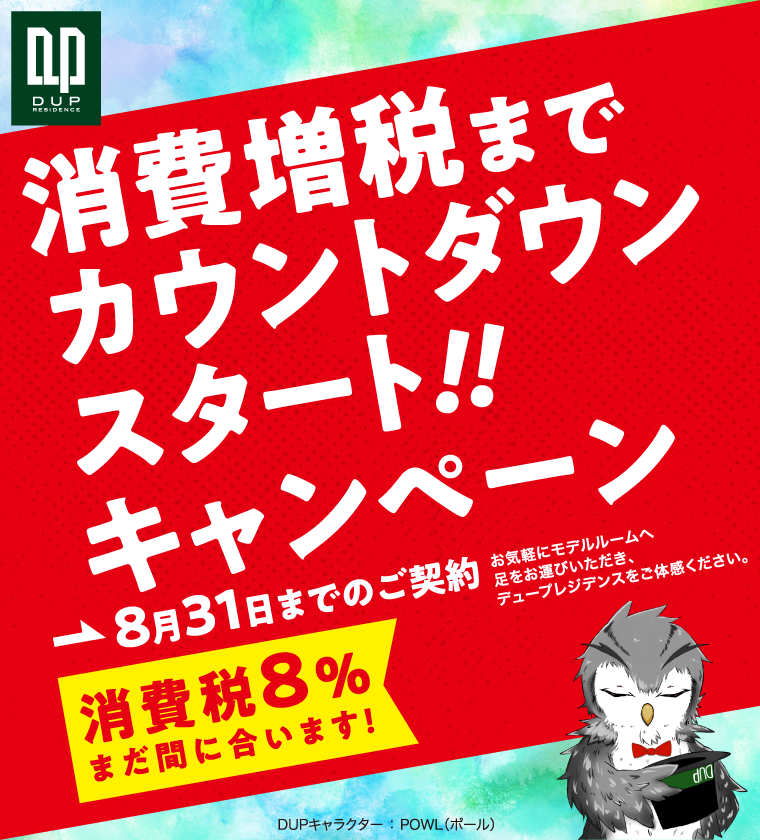 DUP
RESIDENCE
消費増税まで
カウントダウン
スタート!!
キャンペーン
8月31日までのご契約
お気軽にモデルルームへ
足をお運びいただき、
デュープレジデンスをご体感ください。
消費税8%
まだ間に合います!
DUP
DUPキャラクター：POWL（ポール）